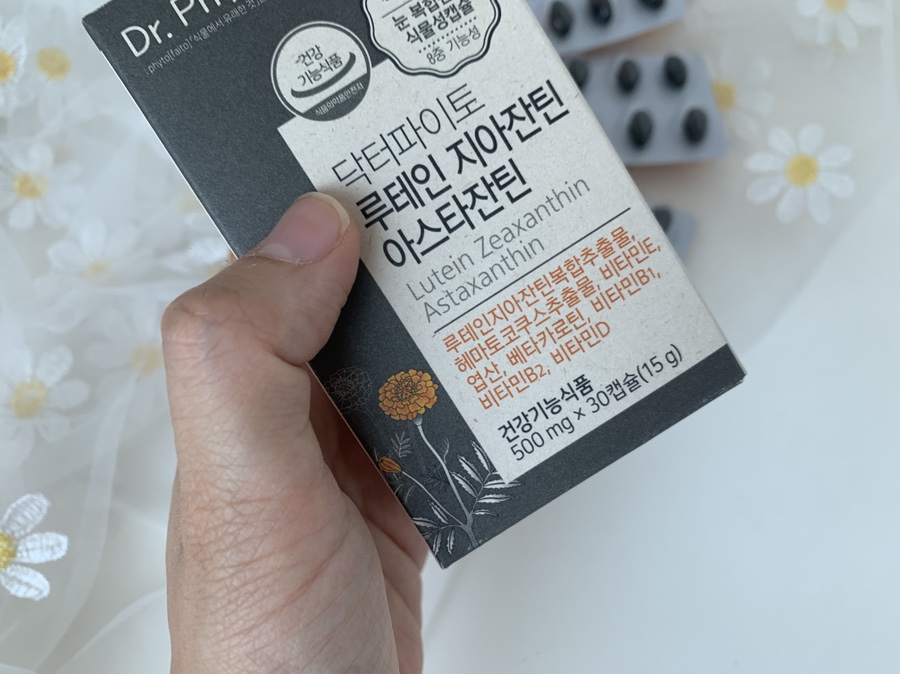 Dr.
phyto[faito]
건강
기능식품
식품의약품안전처
식물성캡슐
8중 기능성
닥터파이토
루테인 지아잔틴
아스타잔틴
Lutein Zeaxanthin
Astaxanthin
루테인지아잔틴복합추출물,
헤마토코쿠스추출물, 비타민E,
엽산, 베타카로틴, 비타민B1,
비타민B2, 비타민D
건강기능식품
500 mg x 30캡슐(15 g)